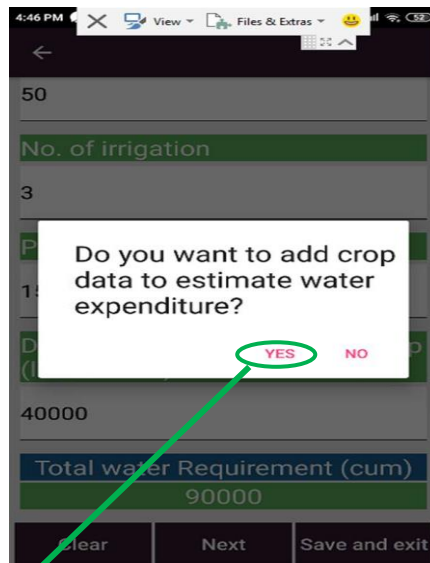 4:46 PM View Files & Extras
50
No. of irrigation
3
P
Do you want to add crop
data to estimate water
expenditure?
YES NO
40000
Total water Requirement (cum)
90000
Clear Next Save and exit